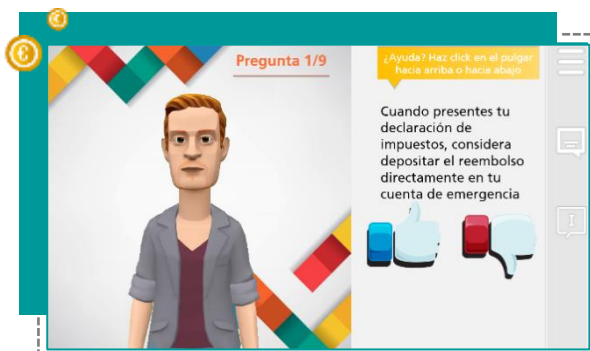 Pregunta 1/9
¿Ayuda? Haz click en el pulgar
hacia arriba o hacia abajo
Cuando presentes tu
declaración de
impuestos, considera
depositar el reembolso
directamente en tu
cuenta de emergencia